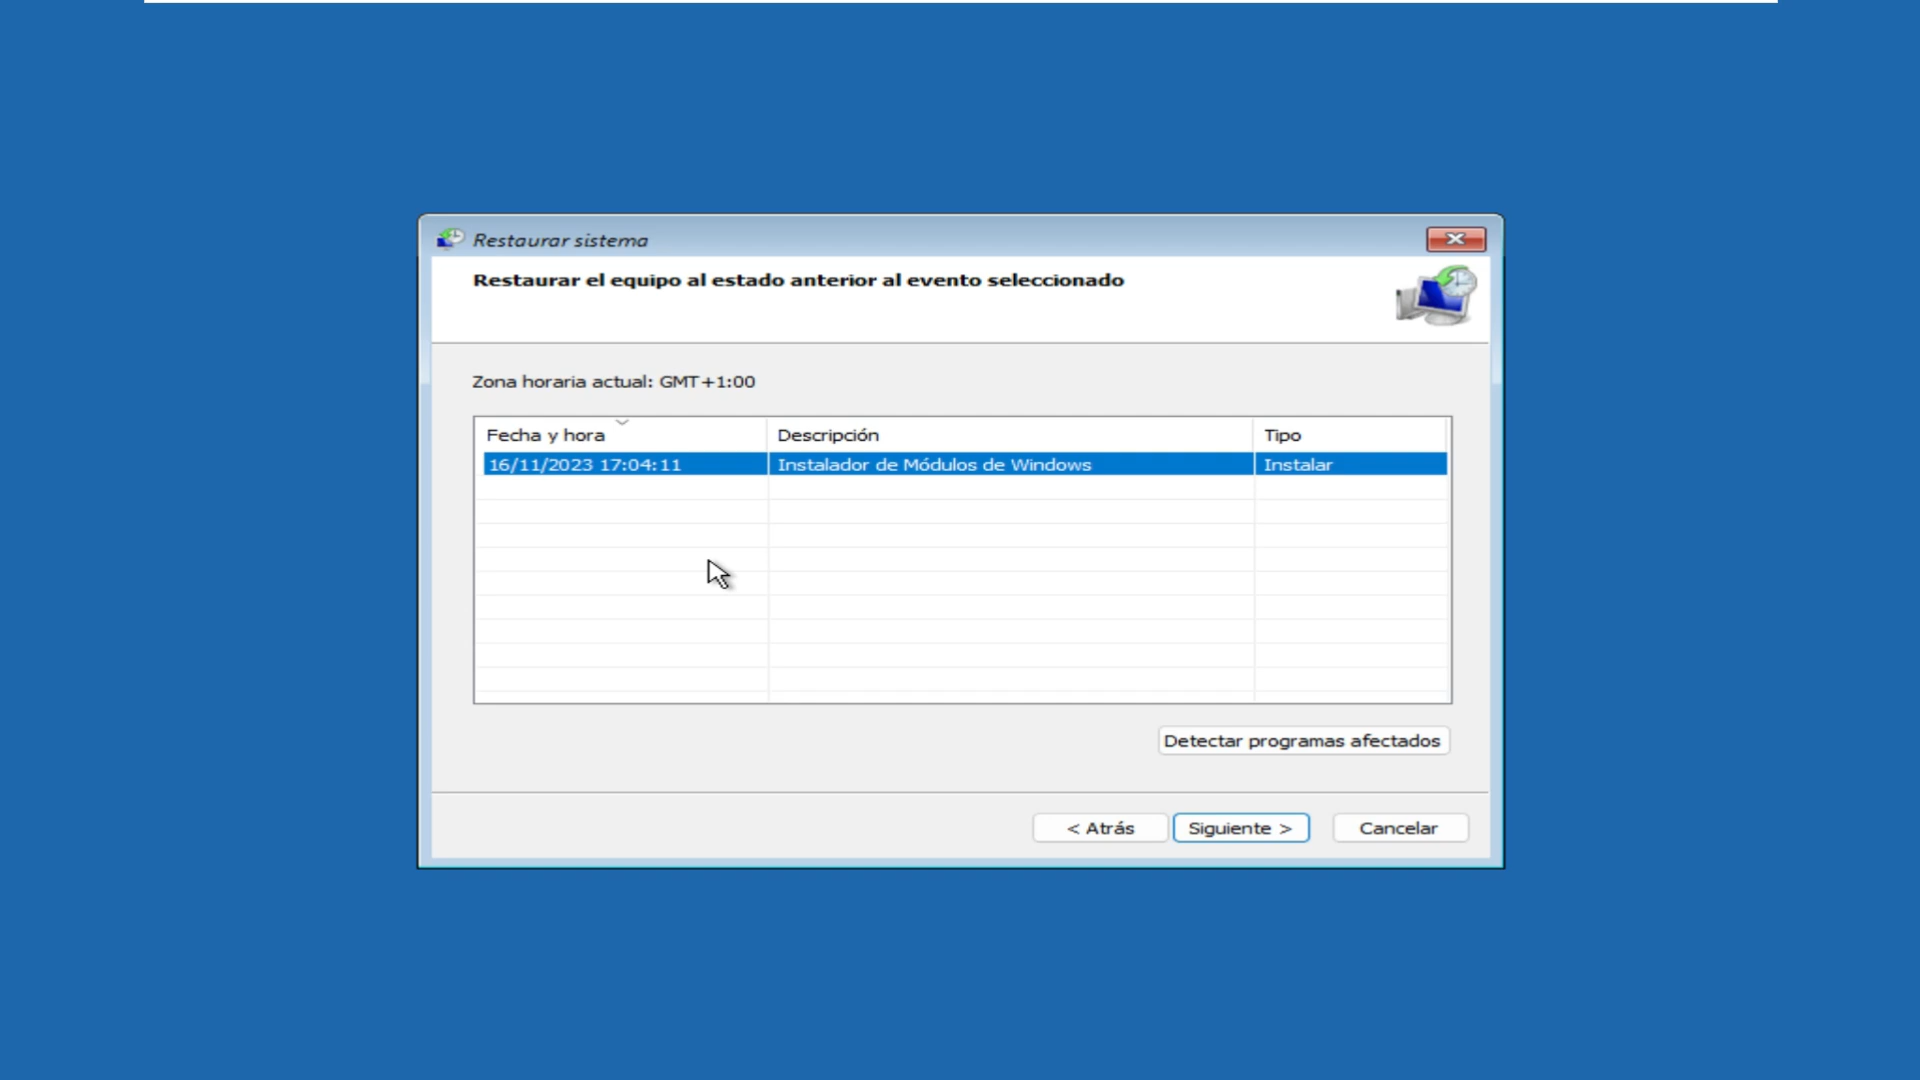 Restaurar sistema
Restaurar el equipo al estado anterior al evento seleccionado
Zona horaria actual: GMT+1:00
Fecha y hora Descripción Tipo
16/11/2023 17:04:11 Instalador de Módulos de Windows Instalar
Detectar programas afectados
< Atrás Siguiente > Cancelar